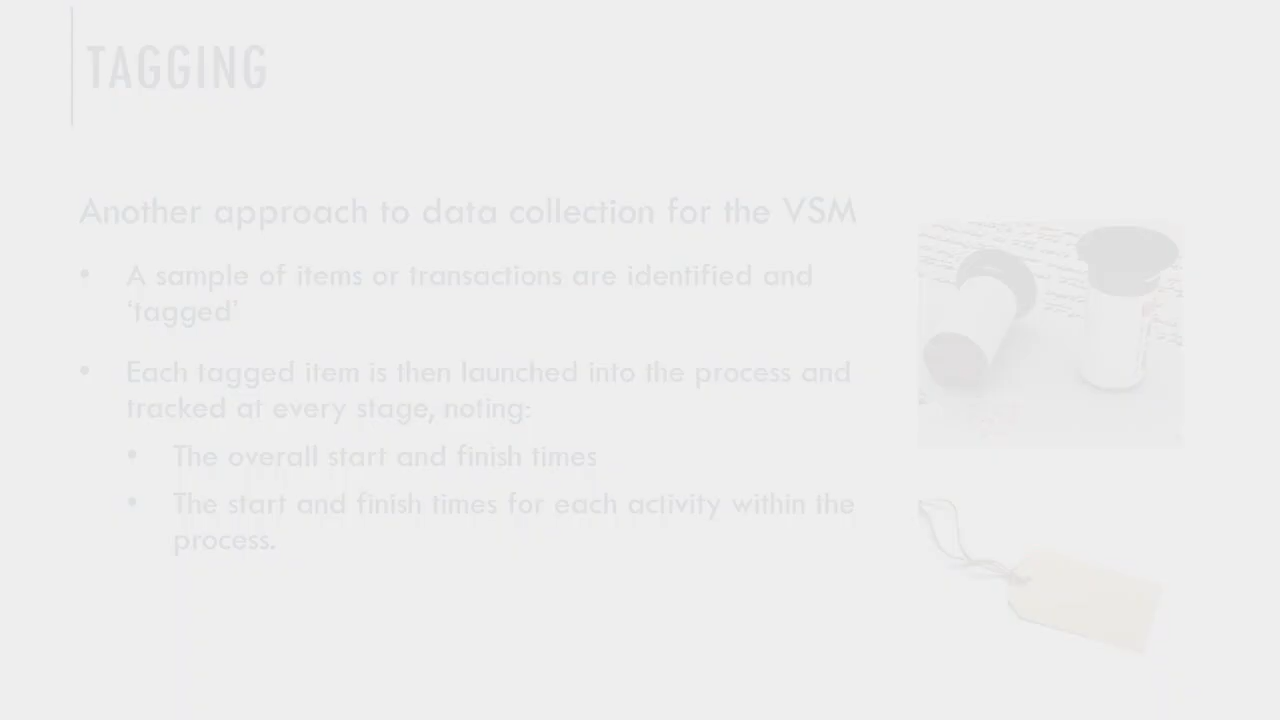 TAGGING
Another approach to data collection for the VSM
• A sample of items or transactions are identified and
‘tagged’
• Each tagged item is then launched into the process and
tracked at every stage, noting:
• The overall start and finish times
• The start and finish times for each activity within the
process.